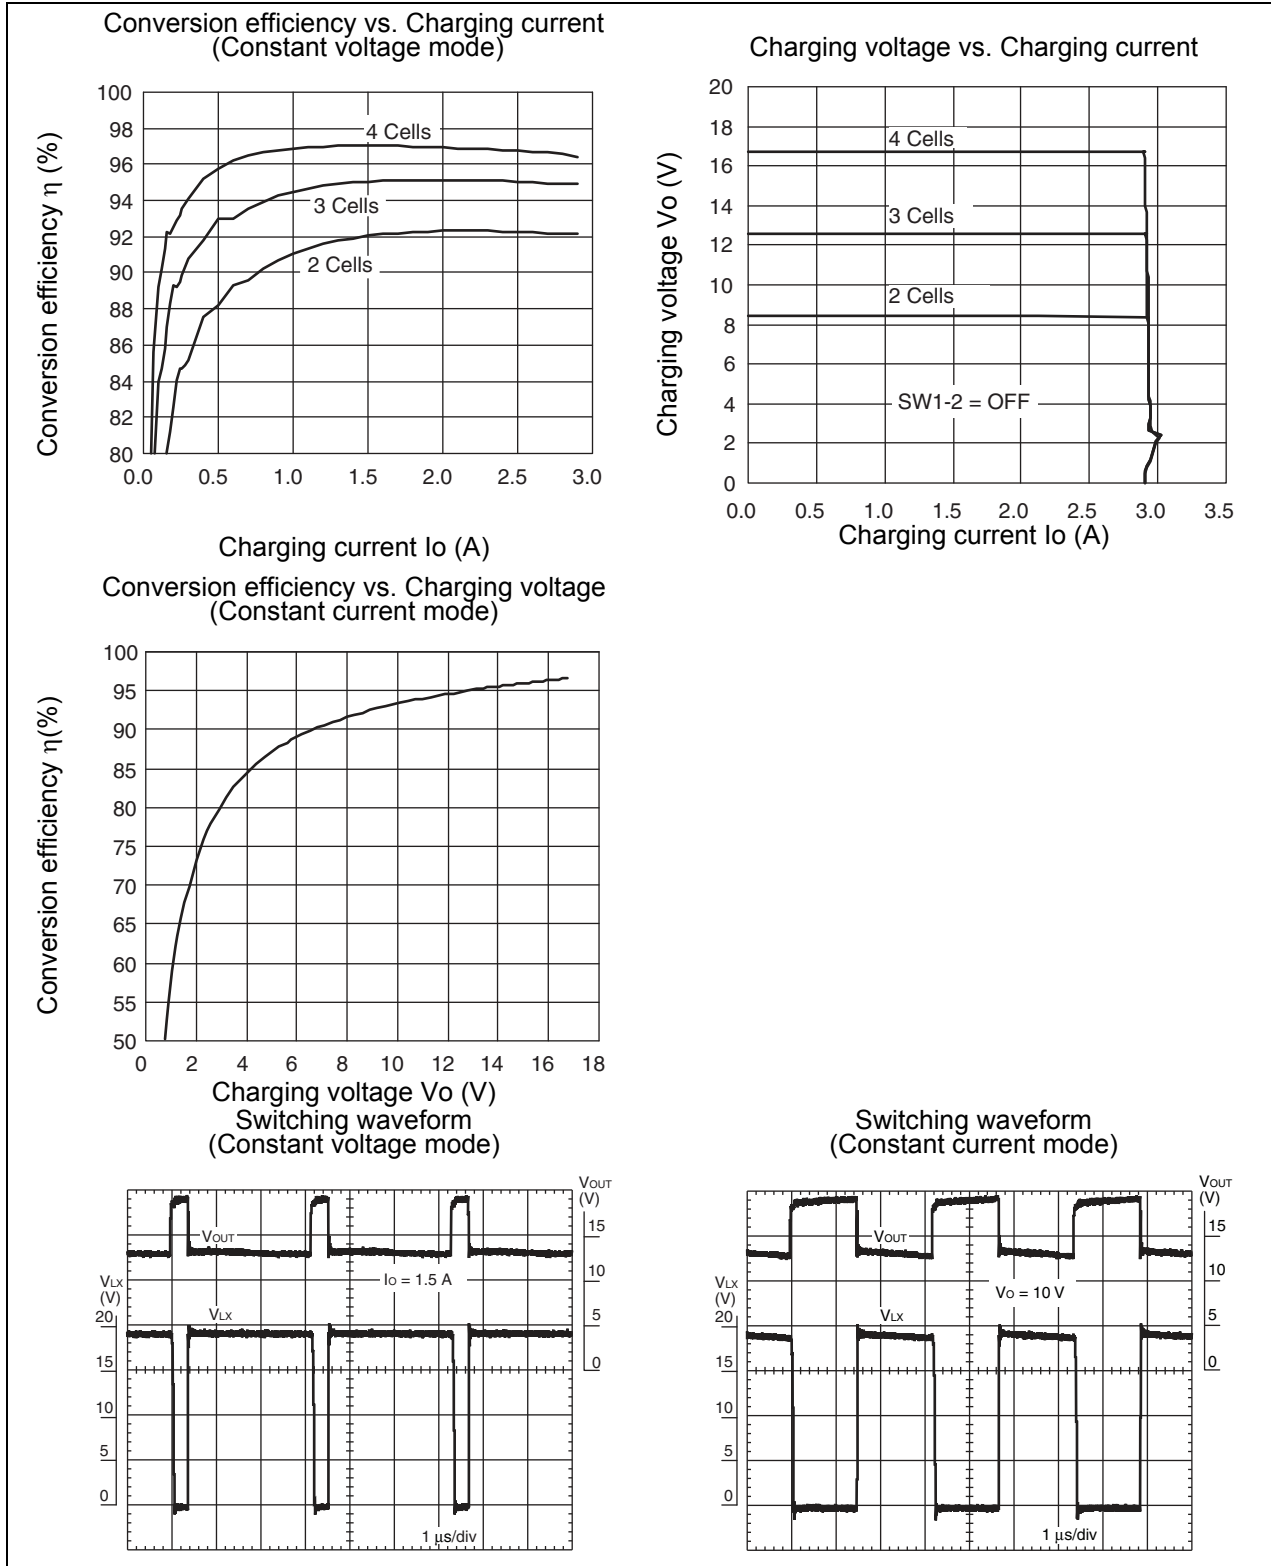 Conversion efficiency vs. Charging current
(Constant voltage mode)
Conversion efficiency η (%)
100
98
96
94
92
90
88
86
84
82
80
4 Cells
3 Cells
2 Cells
0.0 0.5 1.0 1.5 2.0 2.5 3.0
Charging current Io (A)
Charging voltage vs. Charging current
Charging voltage Vo (V)
20
18
16
14
12
10
8
6
4
2
0
4 Cells
3 Cells
2 Cells
SW1-2 = OFF
0.0 0.5 1.0 1.5 2.0 2.5 3.0 3.5
Charging current Io (A)
Conversion efficiency vs. Charging voltage
(Constant current mode)
Conversion efficiency η(%)
100
95
90
85
80
75
70
65
60
55
50
0 2 4 6 8 10 12 14 16 18
Charging voltage Vo (V)
Switching waveform
(Constant voltage mode)
VOUT
(V)
15
10
5
0
VOUT
IO = 1.5 A
VLX
(V)
20
15
10
5
0
VLX
1 μs/div
Switching waveform
(Constant current mode)
VOUT
(V)
15
10
5
0
VOUT
VO = 10 V
VLX
(V)
20
15
10
5
0
VLX
1 μs/div